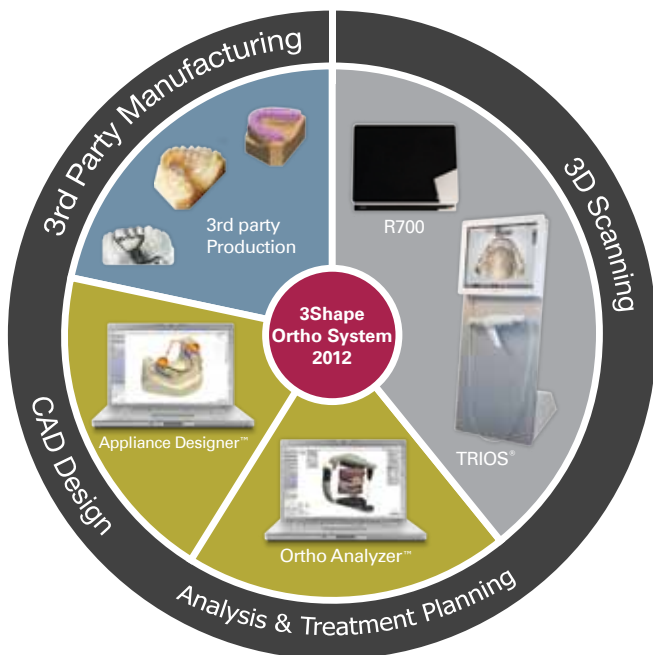 3rd Party Manufacturing
3D Scanning
R700
3rd party
Production
3Shape
Ortho System
2012
TRIOS®
Appliance Designer™
CAD Design
Ortho Analyzer™
Analysis & Treatment Planning